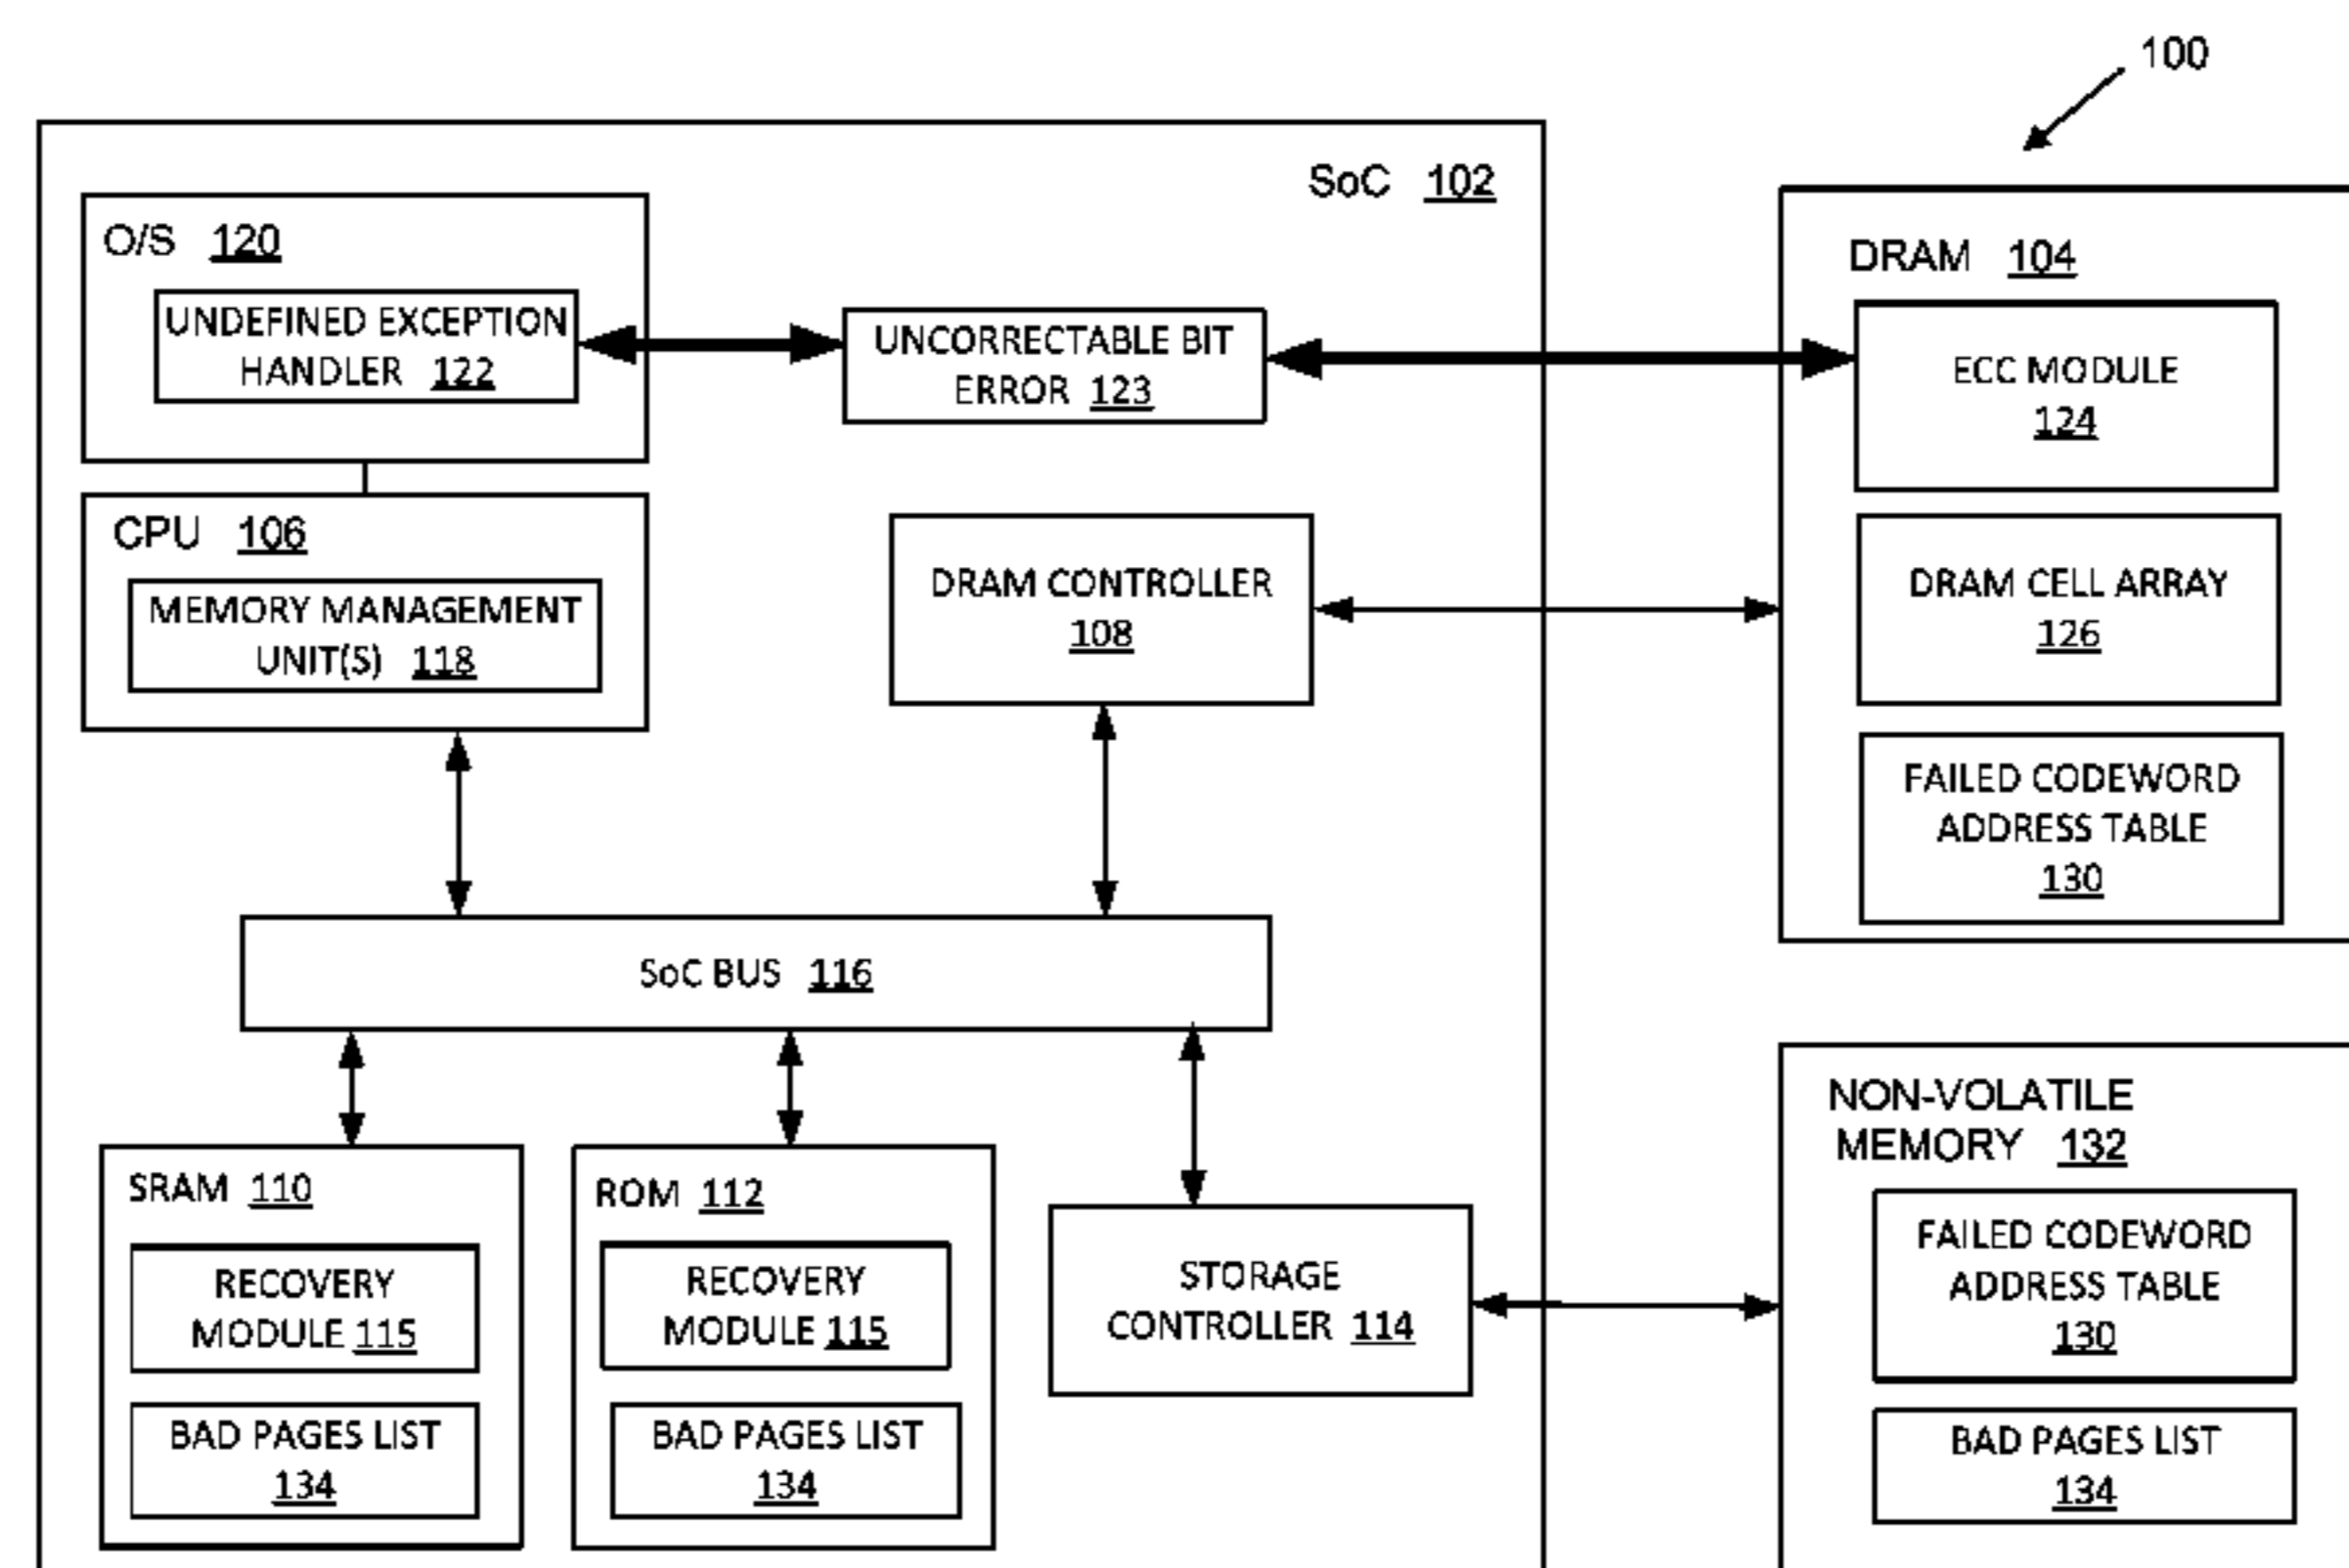 100
SoC 102
O/S 120
UNDEFINED EXCEPTION
HANDLER 122
UNCORRECTABLE BIT
ERROR 123
DRAM 104
ECC MODULE
124
CPU 106
MEMORY MANAGEMENT
UNIT(S) 118
DRAM CONTROLLER
108
DRAM CELL ARRAY
126
FAILED CODEWORD
ADDRESS TABLE
130
SoC BUS 116
SRAM 110
RECOVERY
MODULE 115
BAD PAGES LIST
134
ROM 112
RECOVERY
MODULE 115
BAD PAGES LIST
134
STORAGE
CONTROLLER 114
NON-VOLATILE
MEMORY 132
FAILED CODEWORD
ADDRESS TABLE
130
BAD PAGES LIST
134